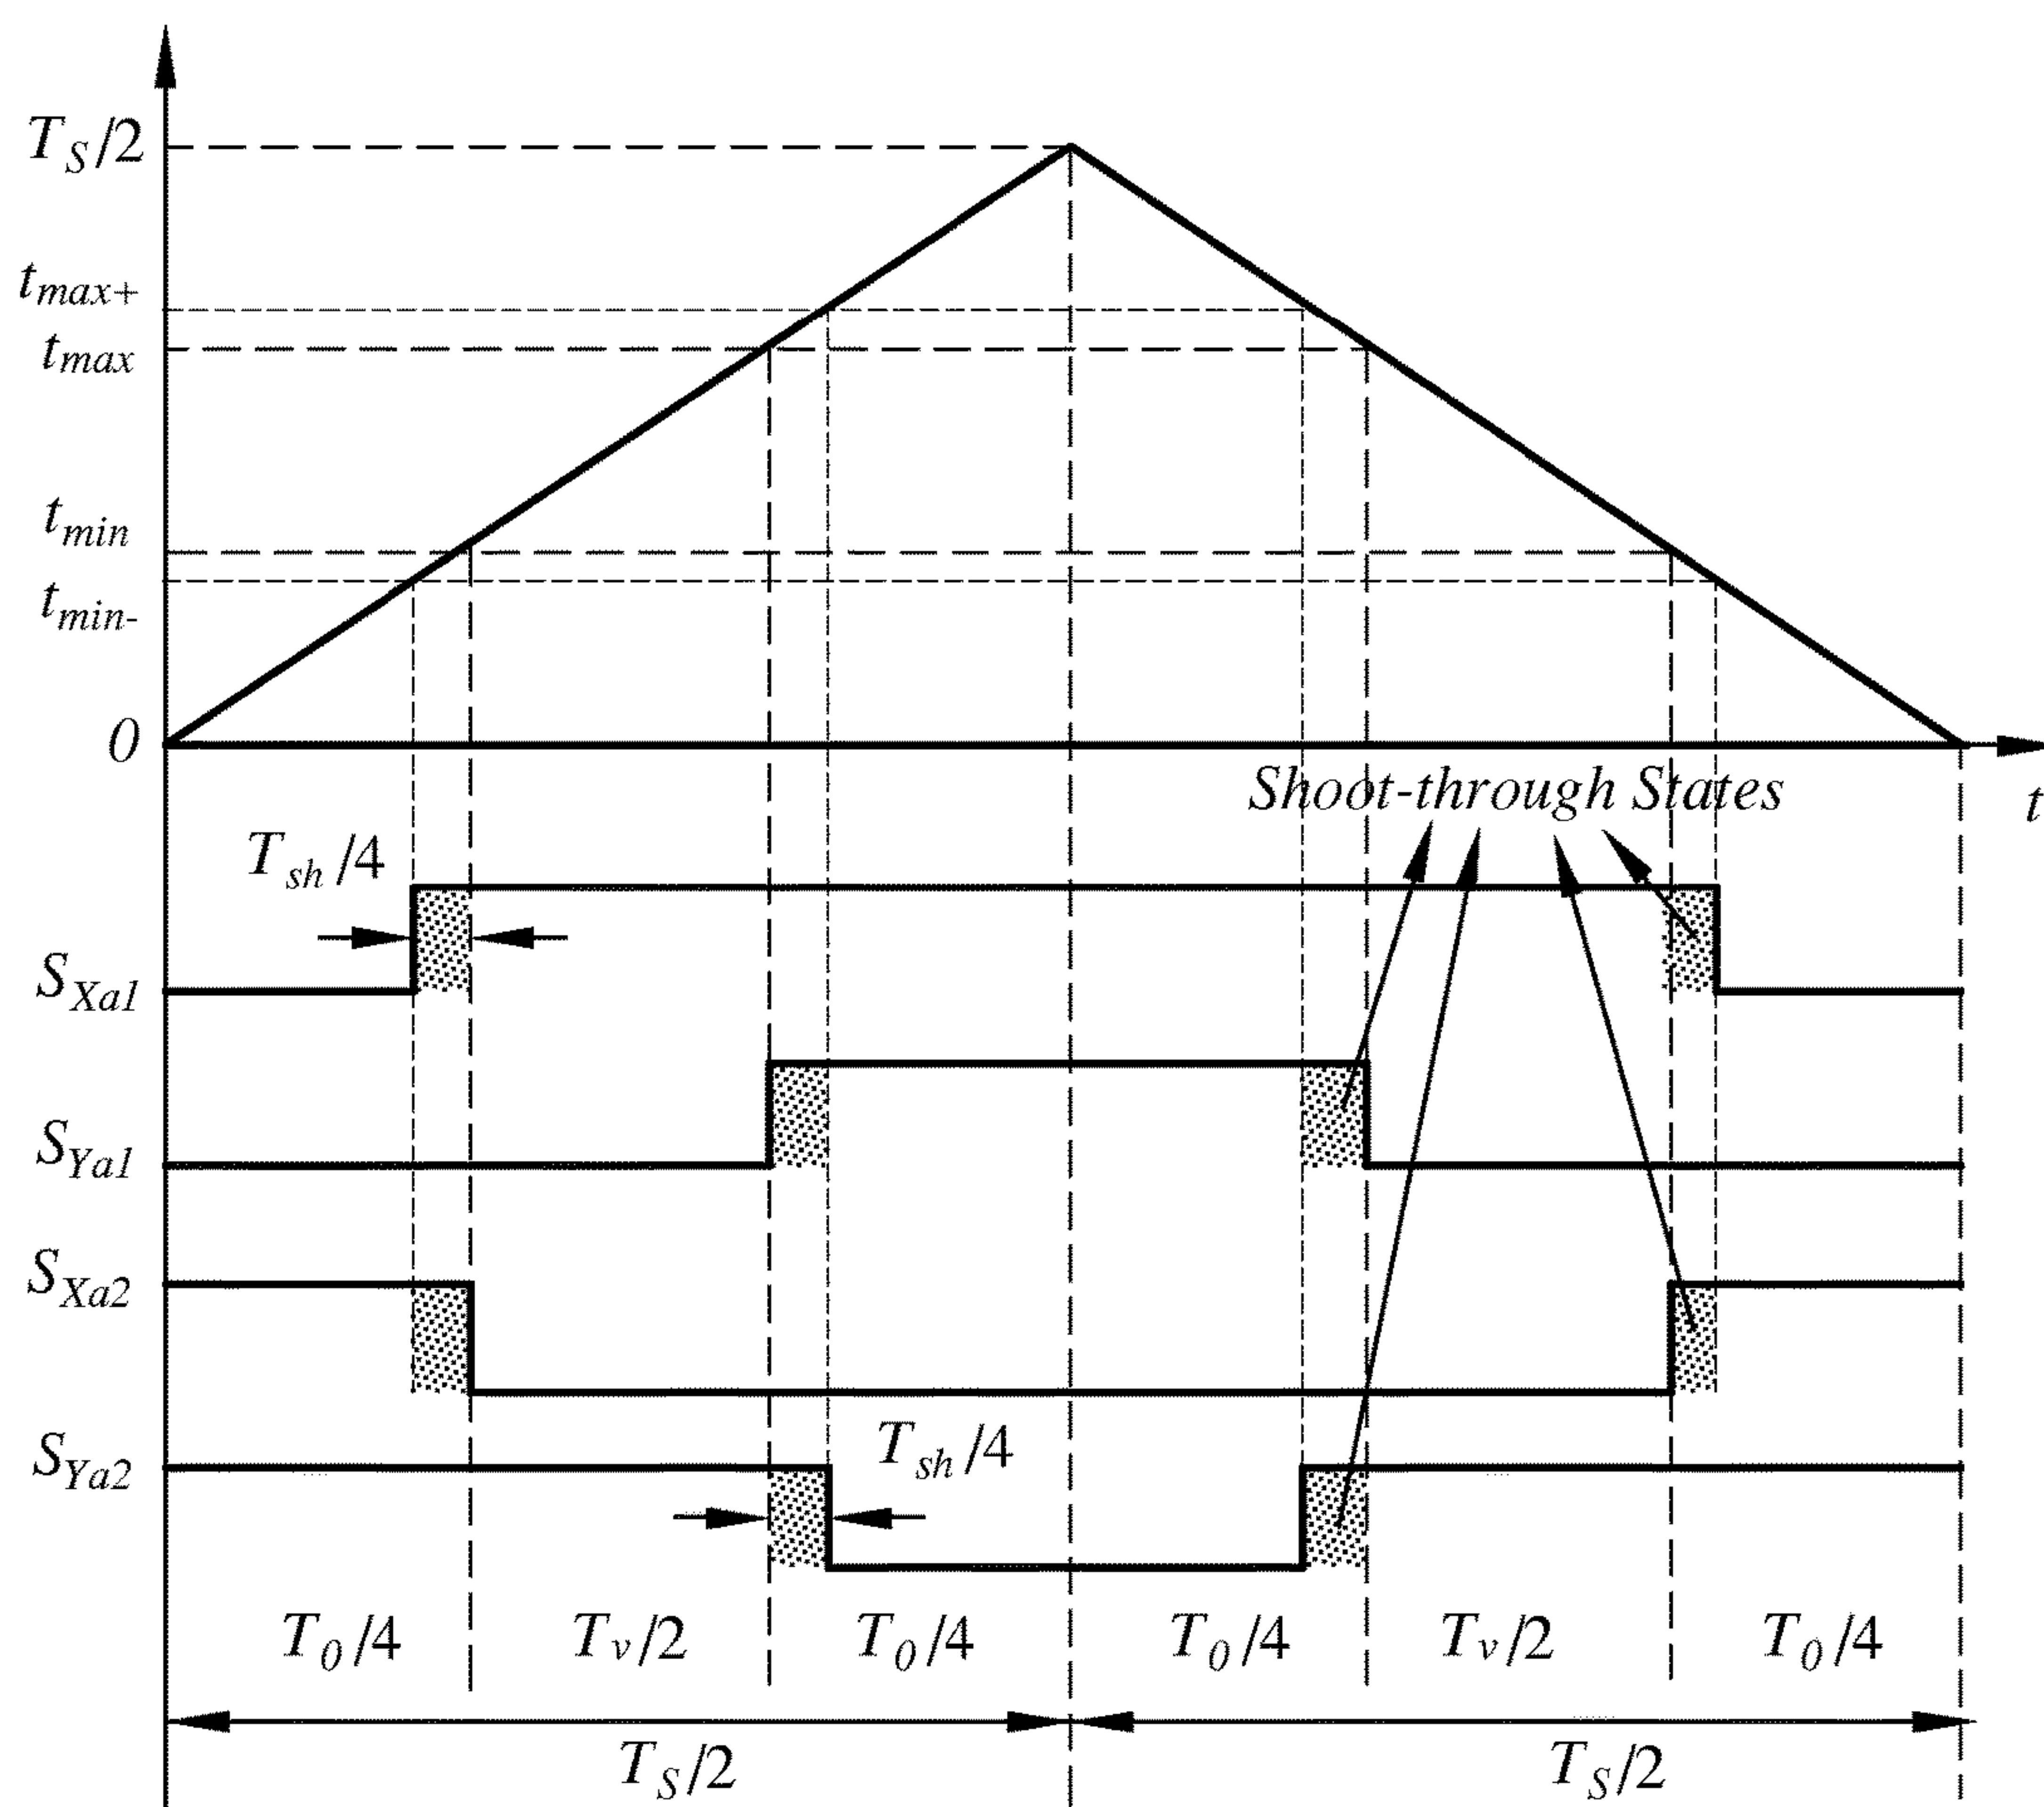 T_S/2
t_max+
t_max
t_min
t_min-
0
Shoot-through States
t
T_sh/4
S_Xa1
S_Ya1
S_Xa2
S_Ya2
T_sh/4
T_0/4 T_v/2 T_0/4 T_0/4 T_v/2 T_0/4
T_S/2 T_S/2